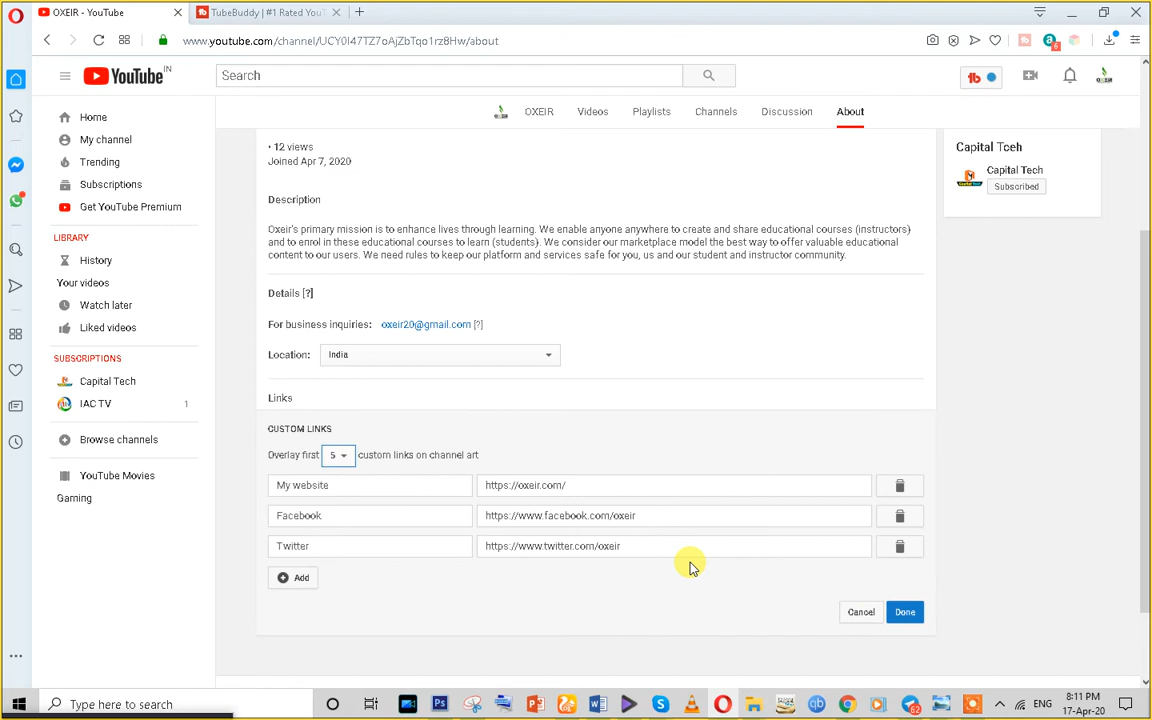 OXEIR - YouTube
TubeBuddy | #1 Rated You
www.youtube.com/channel/UCY0I47TZ7oAjZbTqo1rz8Hw/about
6
YouTube IN
Search
tb
OXEIR
Videos
Playlists
Channels
Discussion
About
Home
My channel
Trending
Subscriptions
Get YouTube Premium
LIBRARY
History
Your videos
Watch later
Liked videos
SUBSCRIPTIONS
Capital Tech
IAC TV 1
Browse channels
YouTube Movies
Gaming
• 12 views
Joined Apr 7, 2020
Description
Oxeir's primary mission is to enhance lives through learning. We enable anyone anywhere to create and share educational courses (instructors)
and to enrol in these educational courses to learn (students). We consider our marketplace model the best way to offer valuable educational
content to our users. We need rules to keep our platform and services safe for you, us and our student and instructor community.
Details [?]
For business inquiries: oxeir20@gmail.com [?]
Location: India
Links
CUSTOM LINKS
Overlay first 5 custom links on channel art
My website https://oxeir.com/
Facebook https://www.facebook.com/oxeir
Twitter https://www.twitter.com/oxeir
Add
Cancel
Done
Capital Tceh
Capital Tech
Subscribed
Type here to search
Ps
62
ENG
8:11 PM
17-Apr-20